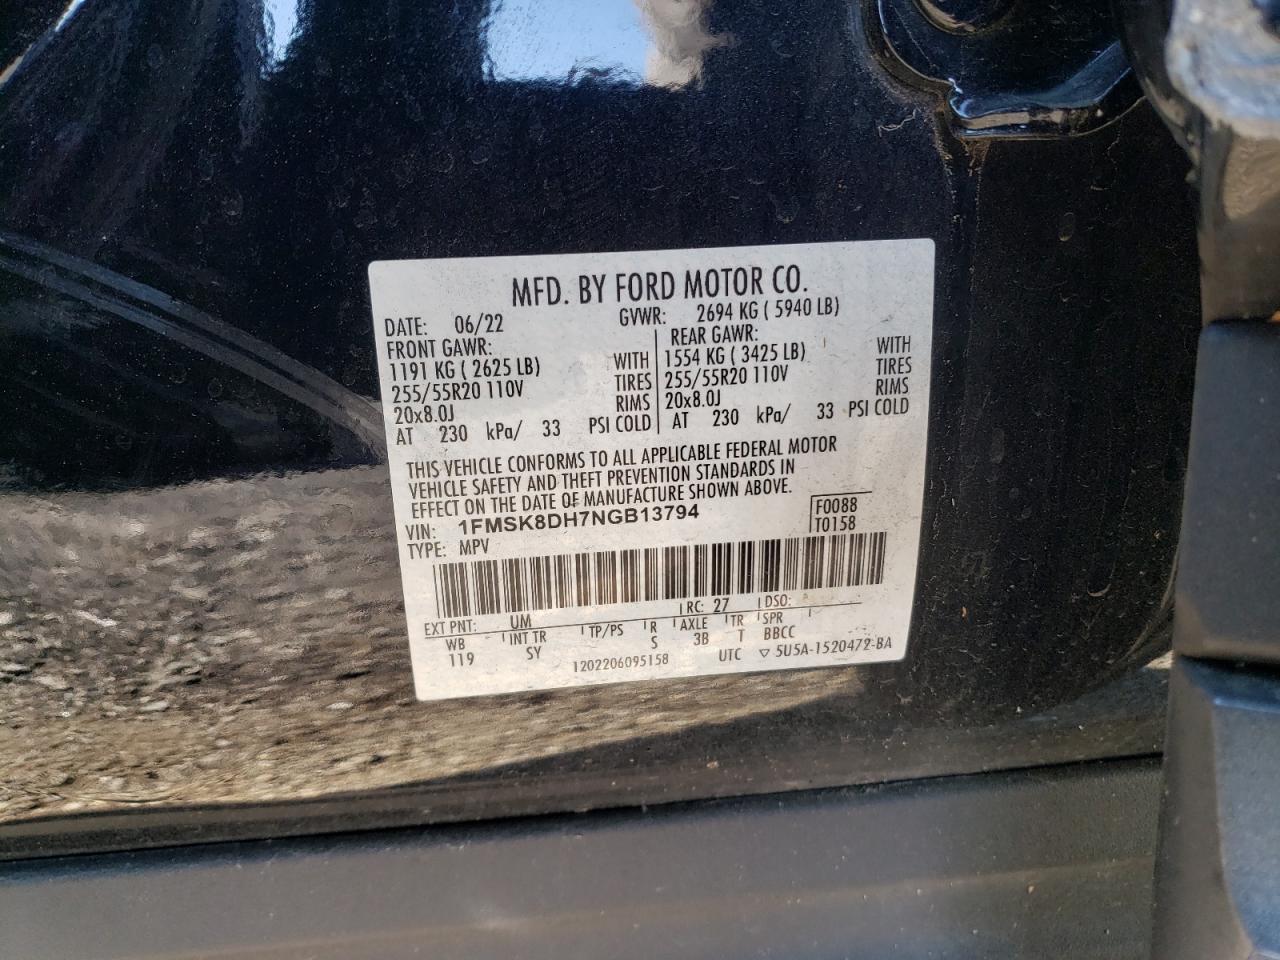 MFD. BY FORD MOTOR CO.
DATE: 06/22 GVWR: 2694 KG ( 5940 LB)
FRONT GAWR: REAR GAWR:
1191 KG ( 2625 LB) WITH 1554 KG ( 3425 LB) WITH
255/55R20 110V TIRES 255/55R20 110V TIRES
20x8.0J RIMS 20x8.0J RIMS
AT 230 kPa/ 33 PSI COLD AT 230 kPa/ 33 PSI COLD
THIS VEHICLE CONFORMS TO ALL APPLICABLE FEDERAL MOTOR
VEHICLE SAFETY AND THEFT PREVENTION STANDARDS IN
EFFECT ON THE DATE OF MANUFACTURE SHOWN ABOVE.
VIN: 1FMSK8DH7NGB13794 F0088
TYPE: MPV T0158
EXT PNT: UM RC: 27 DSO:
WB INT TR TP/PS R AXLE TR SPR
119 SY S 3B T BBCC
1202206095158 UTC ▽ 5U5A-1520472-BA